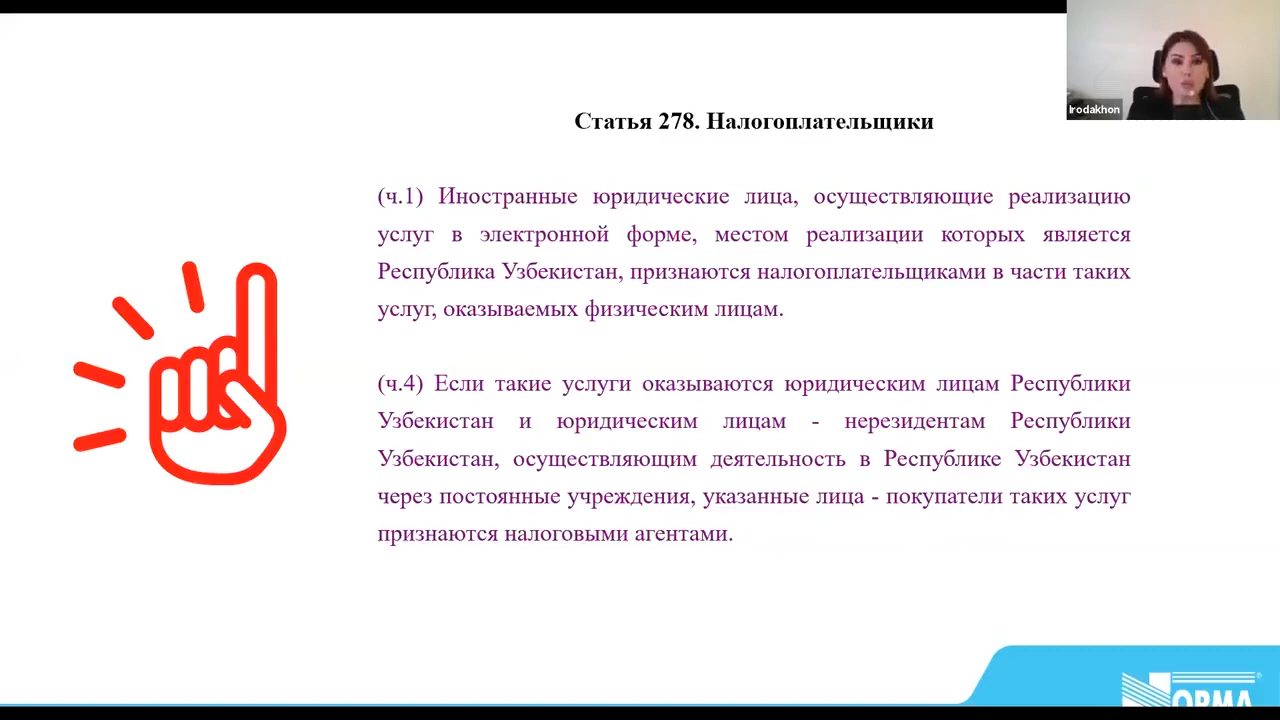 Irodakhon
Статья 278. Налогоплательщики
(ч.1) Иностранные юридические лица, осуществляющие реализацию
услуг в электронной форме, местом реализации которых является
Республика Узбекистан, признаются налогоплательщиками в части таких
услуг, оказываемых физическим лицам.
(ч.4) Если такие услуги оказываются юридическим лицам Республики
Узбекистан и юридическим лицам - нерезидентам Республики
Узбекистан, осуществляющим деятельность в Республике Узбекистан
через постоянные учреждения, указанные лица - покупатели таких услуг
признаются налоговыми агентами.
ОРМА